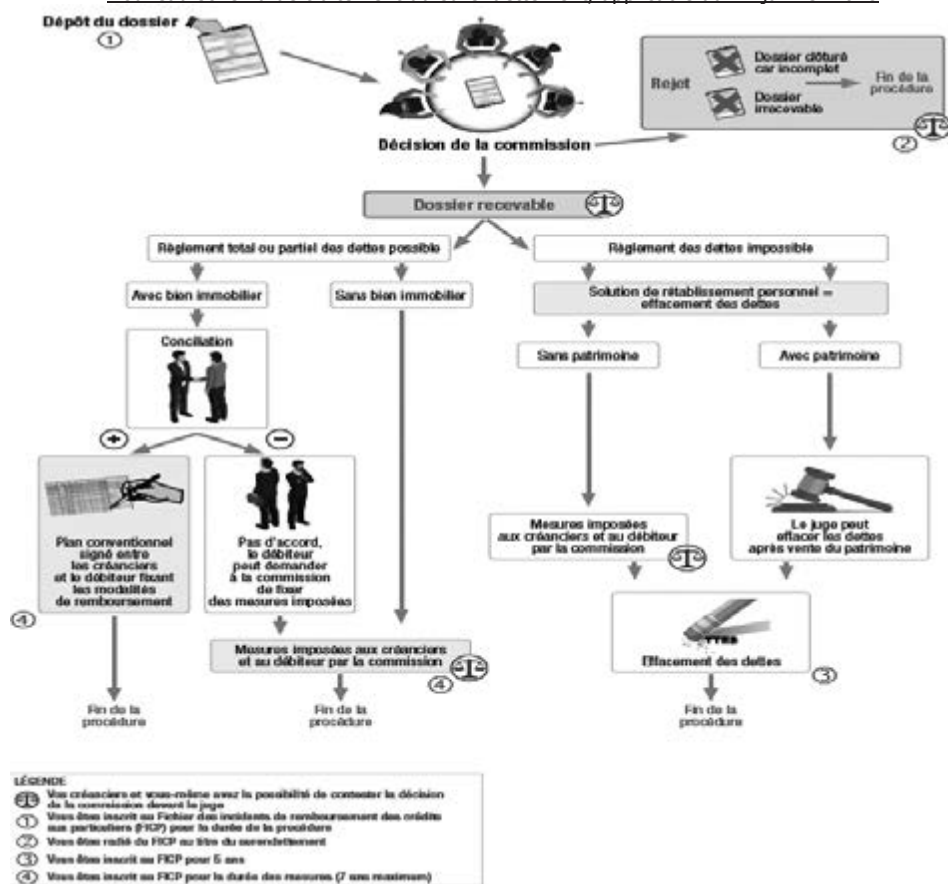 Dépôt du dossier
①
Rejet
Dossier clôturé
car incomplet
Dossier
irrecevable
Fin de la
procédure
②
Décision de la commission
Dossier recevable
Règlement total ou partiel des dettes possible
Règlement des dettes impossible
Avec bien immobilier
Sans bien immobilier
Solution de rétablissement personnel =
effacement des dettes
Conciliation
Sans patrimoine
Avec patrimoine
+
−
Plan conventionnel
signé entre
les créanciers
et le débiteur fixant
les modalités
de remboursement
④
Pas d'accord,
le débiteur
peut demander
à la commission
de fixer
des mesures imposées
Mesures imposées
aux créanciers et au débiteur
par la commission
Le juge peut
effacer les dettes
après vente du patrimoine
Mesures imposées aux créanciers
et au débiteur par la commission
④
Effacement des dettes
③
Fin de la
procédure
Fin de la
procédure
Fin de la
procédure
LÉGENDE
Vos créanciers et vous-même avez la possibilité de contester la décision
de la commission devant le juge
① Vous êtes inscrit au Fichier des incidents de remboursement des crédits
aux particuliers (FICP) pour la durée de la procédure
② Vous êtes radié du FICP au titre du surendettement
③ Vous êtes inscrit au FICP pour 5 ans
④ Vous êtes inscrit au FICP pour la durée des mesures (7 ans maximum)